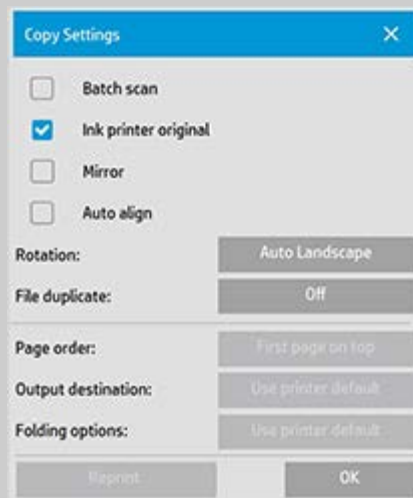 Copy Settings
Batch scan
Ink printer original
Mirror
Auto align
Rotation: Auto Landscape
File duplicate: Off
Page order: First page on top
Output destination: Use printer default
Folding options: Use printer default
Reprint OK